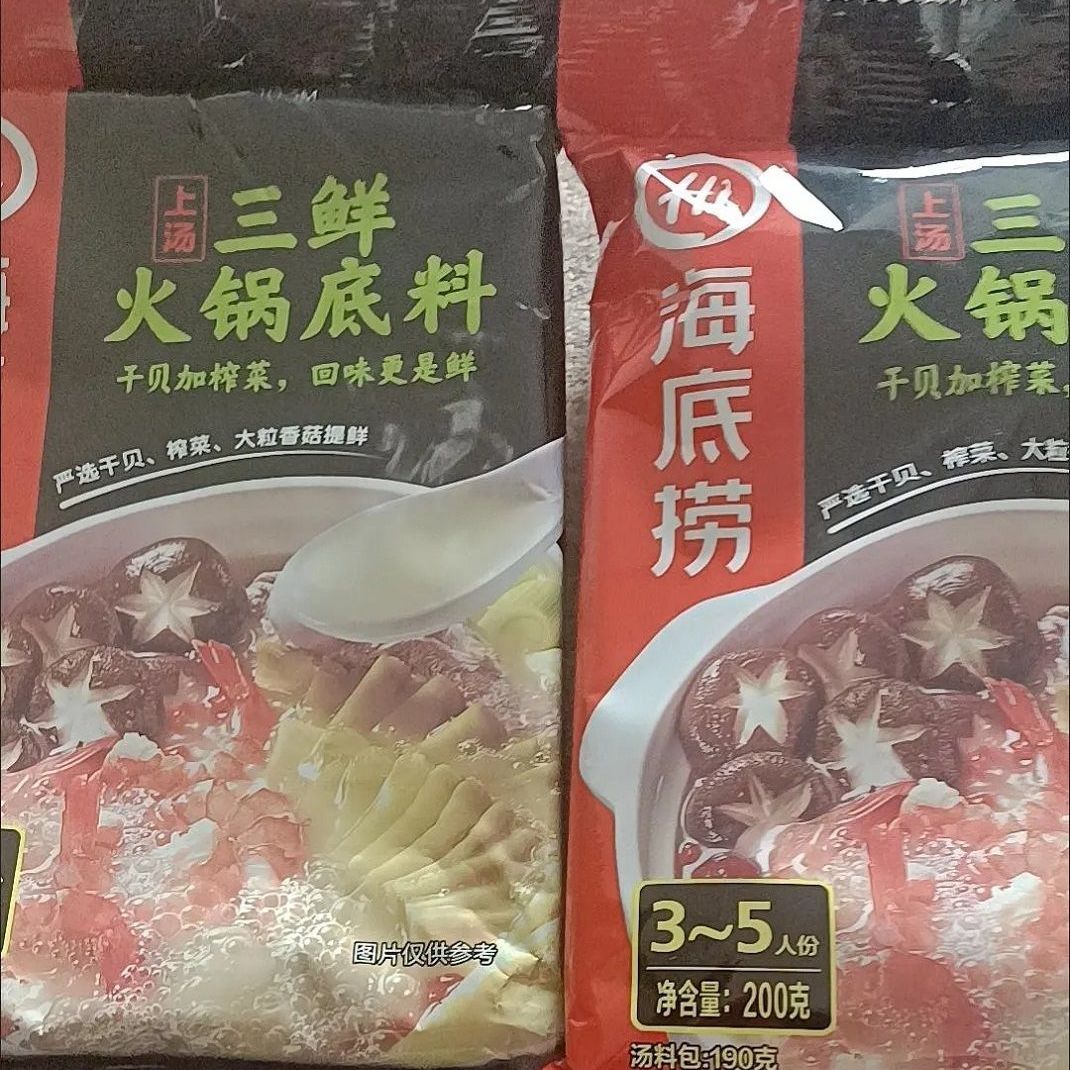 上汤
三鲜
火锅底料
干贝加榨菜，回味更是鲜
严选干贝、榨菜、大粒香菇提鲜
图片仅供参考
Hi
海底捞
上汤
三
火锅
干贝加榨菜，
严选干贝、榨菜、大粒
3~5人份
净含量：200克
汤料包:190克